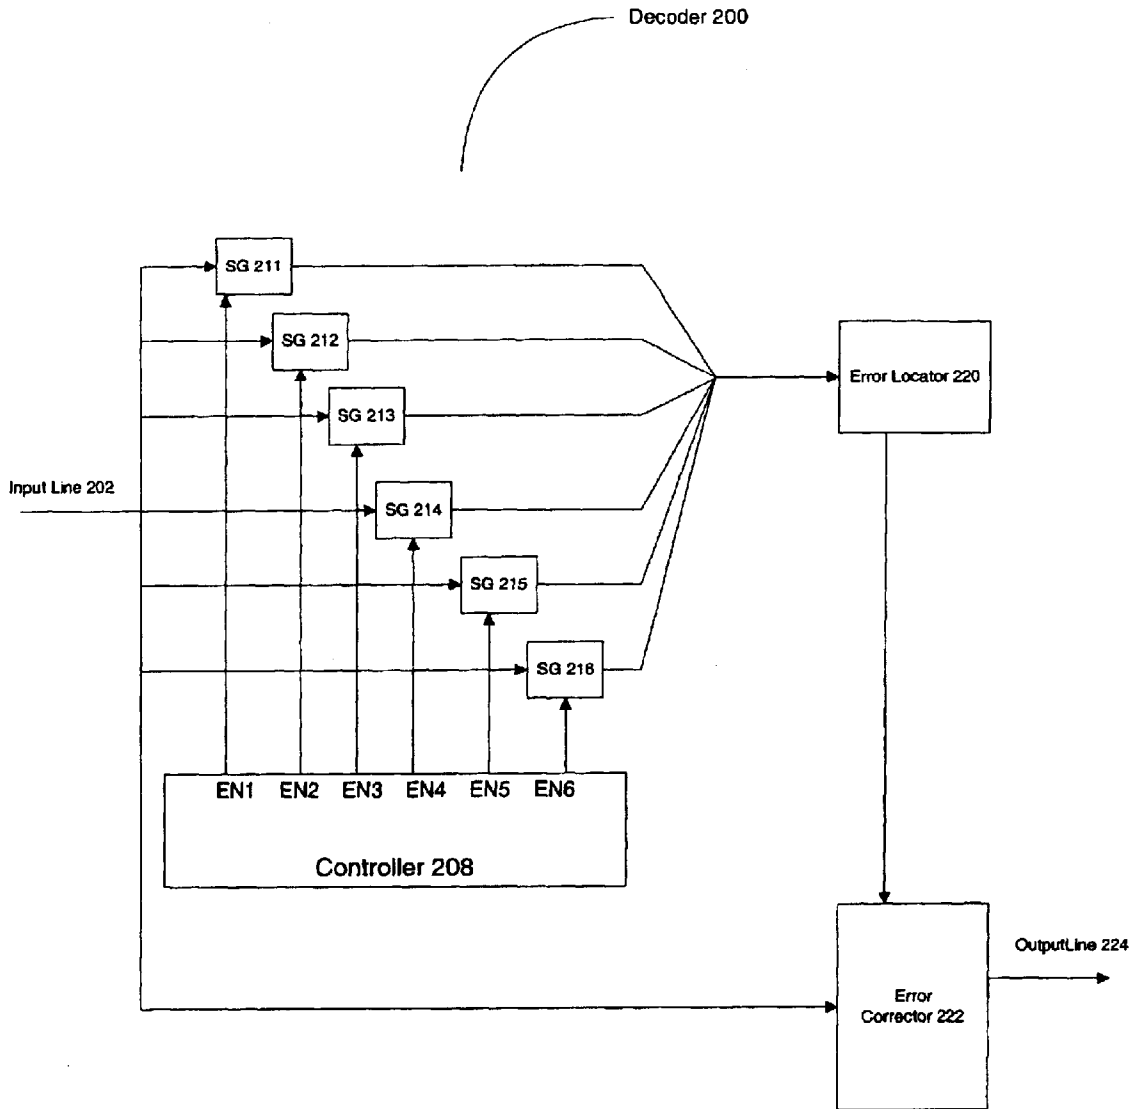 Decoder 200
SG 211
SG 212
Error Locator 220
SG 213
Input Line 202
SG 214
SG 215
SG 216
EN1 EN2 EN3 EN4 EN5 EN6
Controller 208
OutputLine 224
Error
Corrector 222